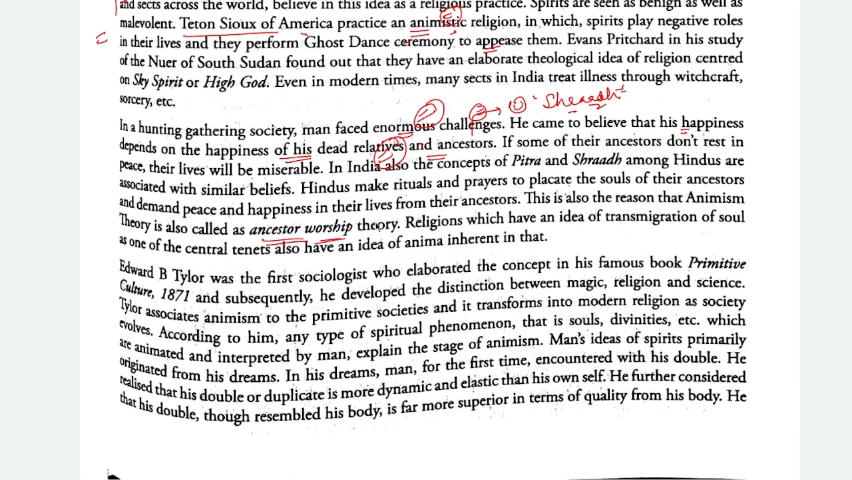 and sects across the world, believe in this idea as a religious practice. Spirits are seen as benign as well as
malevolent. Teton Sioux of America practice an animistic religion, in which, spirits play negative roles
in their lives and they perform Ghost Dance ceremony to appease them. Evans Pritchard in his study
of the Nuer of South Sudan found out that they have an elaborate theological idea of religion centred
on Sky Spirit or High God. Even in modern times, many sects in India treat illness through witchcraft,
sorcery, etc.
Shraadh
In a hunting gathering society, man faced enormous challenges. He came to believe that his happiness
depends on the happiness of his dead relatives and ancestors. If some of their ancestors don't rest in
peace, their lives will be miserable. In India also the concepts of Pitra and Shraadh among Hindus are
associated with similar beliefs. Hindus make rituals and prayers to placate the souls of their ancestors
and demand peace and happiness in their lives from their ancestors. This is also the reason that Animism
Theory is also called as ancestor worship theory. Religions which have an idea of transmigration of soul
as one of the central tenets also have an idea of anima inherent in that.
Edward B Tylor was the first sociologist who elaborated the concept in his famous book Primitive
Culture, 1871 and subsequently, he developed the distinction between magic, religion and science.
Tylor associates animism to the primitive societies and it transforms into modern religion as society
evolves. According to him, any type of spiritual phenomenon, that is souls, divinities, etc. which
are animated and interpreted by man, explain the stage of animism. Man's ideas of spirits primarily
originated from his dreams. In his dreams, man, for the first time, encountered with his double. He
realised that his double or duplicate is more dynamic and elastic than his own self. He further considered
that his double, though resembled his body, is far more superior in terms of quality from his body. He